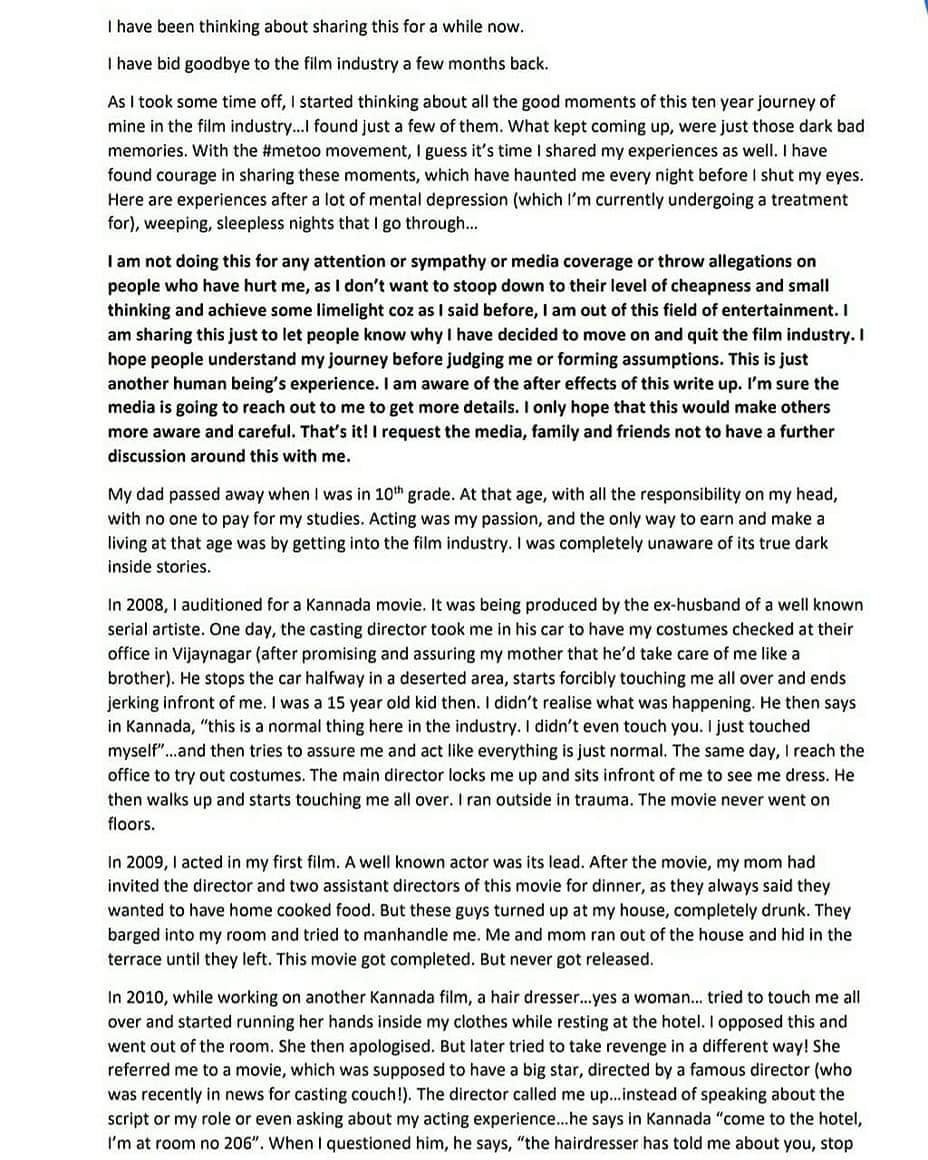 I have been thinking about sharing this for a while now.
I have bid goodbye to the film industry a few months back.
As I took some time off, I started thinking about all the good moments of this ten year journey of
mine in the film industry...I found just a few of them. What kept coming up, were just those dark bad
memories. With the #metoo movement, I guess it's time I shared my experiences as well. I have
found courage in sharing these moments, which have haunted me every night before I shut my eyes.
Here are experiences after a lot of mental depression (which I'm currently undergoing a treatment
for), weeping, sleepless nights that I go through...
I am not doing this for any attention or sympathy or media coverage or throw allegations on
people who have hurt me, as I don't want to stoop down to their level of cheapness and small
thinking and achieve some limelight coz as I said before, I am out of this field of entertainment. I
am sharing this just to let people know why I have decided to move on and quit the film industry. I
hope people understand my journey before judging me or forming assumptions. This is just
another human being's experience. I am aware of the after effects of this write up. I'm sure the
media is going to reach out to me to get more details. I only hope that this would make others
more aware and careful. That's it! I request the media, family and friends not to have a further
discussion around this with me.
My dad passed away when I was in 10th grade. At that age, with all the responsibility on my head,
with no one to pay for my studies. Acting was my passion, and the only way to earn and make a
living at that age was by getting into the film industry. I was completely unaware of its true dark
inside stories.
In 2008, I auditioned for a Kannada movie. It was being produced by the ex-husband of a well known
serial artiste. One day, the casting director took me in his car to have my costumes checked at their
office in Vijaynagar (after promising and assuring my mother that he'd take care of me like a
brother). He stops the car halfway in a deserted area, starts forcibly touching me all over and ends
jerking infront of me. I was a 15 year old kid then. I didn't realise what was happening. He then says
in Kannada, "this is a normal thing here in the industry. I didn't even touch you. I just touched
myself"...and then tries to assure me and act like everything is just normal. The same day, I reach the
office to try out costumes. The main director locks me up and sits infront of me to see me dress. He
then walks up and starts touching me all over. I ran outside in trauma. The movie never went on
floors.
In 2009, I acted in my first film. A well known actor was its lead. After the movie, my mom had
invited the director and two assistant directors of this movie for dinner, as they always said they
wanted to have home cooked food. But these guys turned up at my house, completely drunk. They
barged into my room and tried to manhandle me. Me and mom ran out of the house and hid in the
terrace until they left. This movie got completed. But never got released.
In 2010, while working on another Kannada film, a hair dresser...yes a woman... tried to touch me all
over and started running her hands inside my clothes while resting at the hotel. I opposed this and
went out of the room. She then apologised. But later tried to take revenge in a different way! She
referred me to a movie, which was supposed to have a big star, directed by a famous director (who
was recently in news for casting couch!). The director called me up...instead of speaking about the
script or my role or even asking about my acting experience...he says in Kannada "come to the hotel,
I'm at room no 206". When I questioned him, he says, "the hairdresser has told me about you, stop